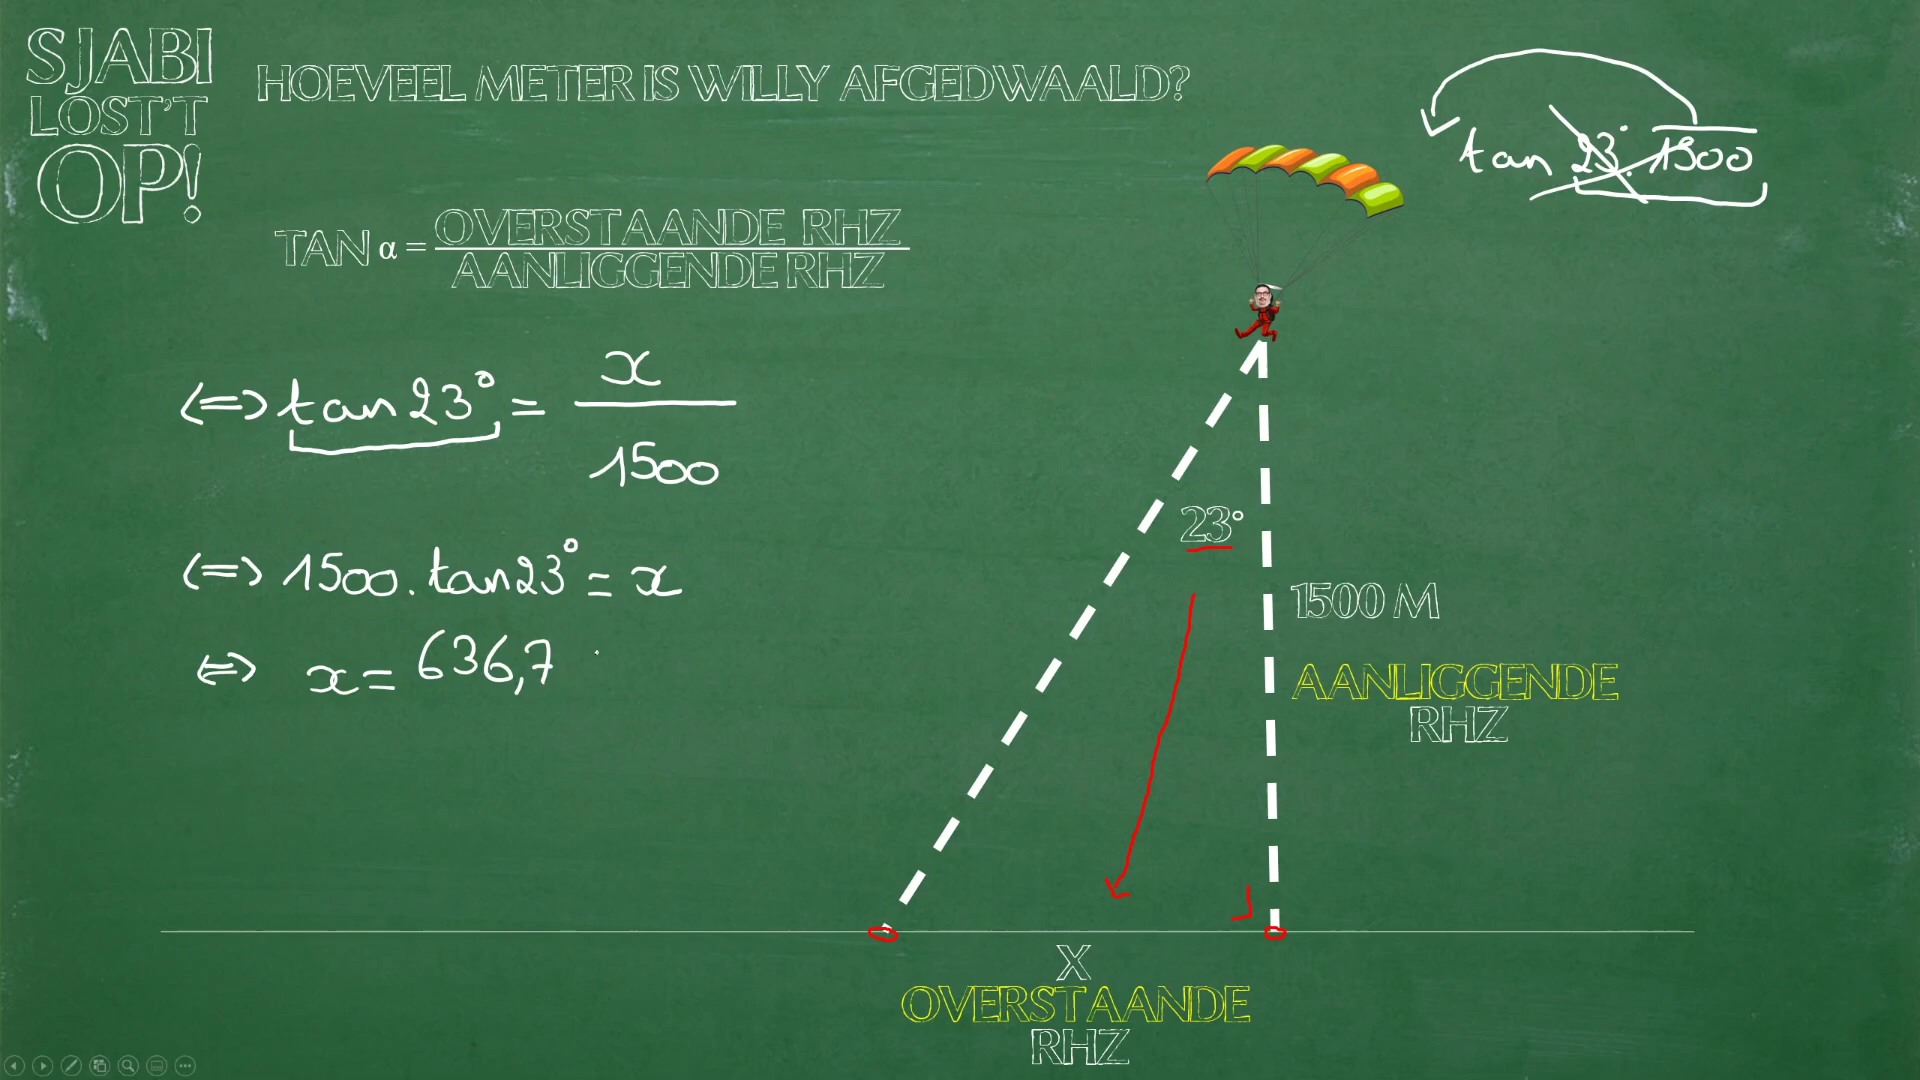 SJABI
LOST'T
OP!
HOEVEEL METER IS WILLY AFGEDWAALD?
tan 23°. 1500
TAN α = OVERSTAANDE RHZ
AANLIGGENDE RHZ
<=> tan 23° = x
1500
<=> 1500 . tan 23° = x
<=> x = 636,7
23°
1500 M
AANLIGGENDE
RHZ
X
OVERSTAANDE
RHZ